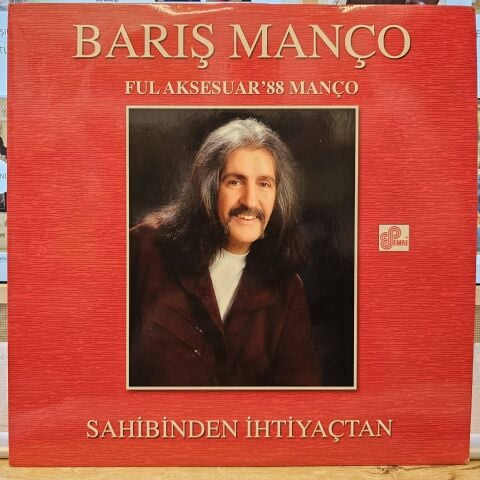 BARIŞ MANÇO
FUL AKSESUAR'88 MANÇO
EMRE
SAHİBİNDEN İHTİYAÇTAN